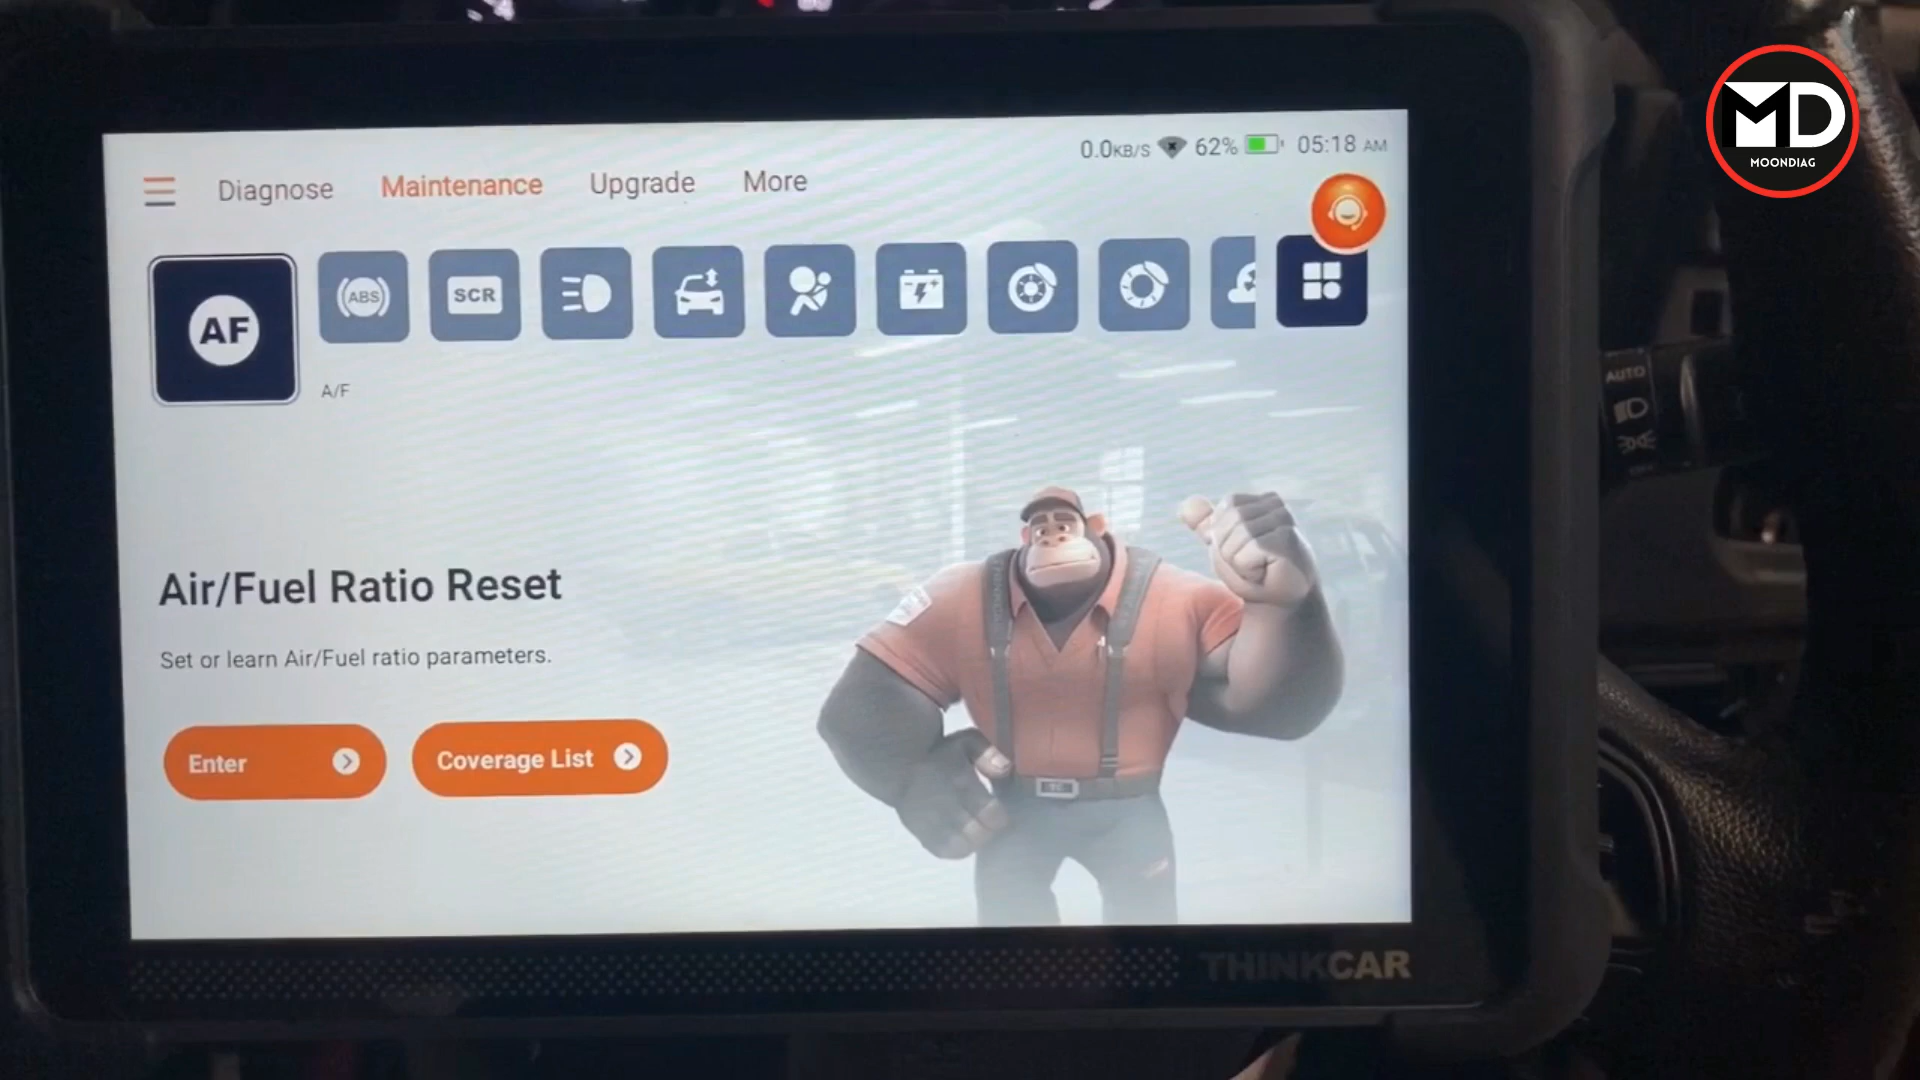 MD
MOONDIAG
0.0KB/S 62% 05:18 AM
Diagnose Maintenance Upgrade More
AF ABS SCR
A/F
Air/Fuel Ratio Reset
Set or learn Air/Fuel ratio parameters.
Enter Coverage List
THINKCAR
AUTO